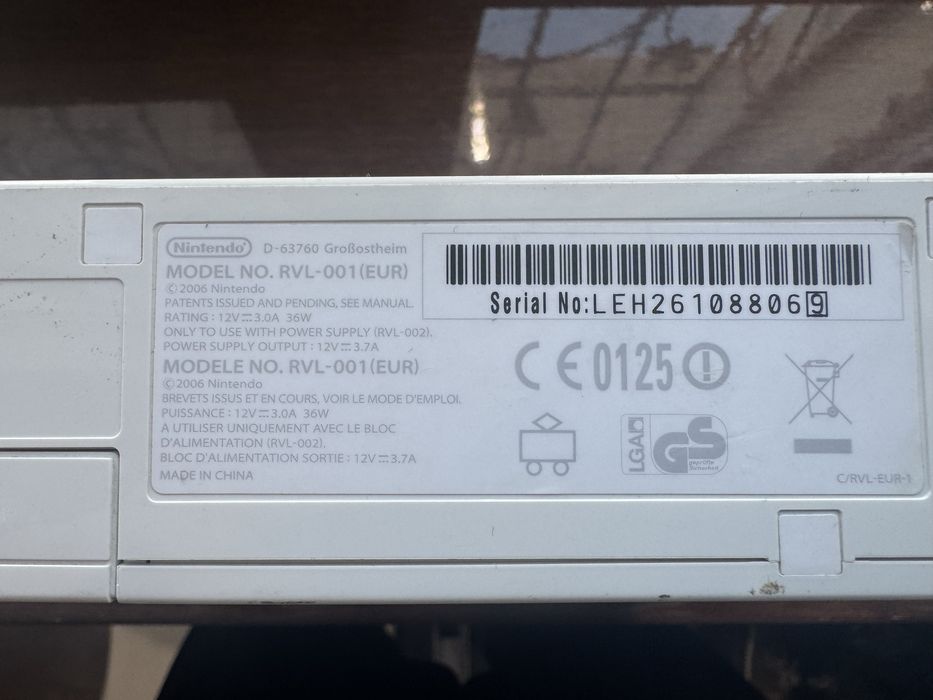 Nintendo® D-63760 Großostheim
MODEL NO. RVL-001(EUR)
©2006 Nintendo
PATENTS ISSUED AND PENDING, SEE MANUAL.
RATING : 12V⎓3.0A 36W
ONLY TO USE WITH POWER SUPPLY (RVL-002).
POWER SUPPLY OUTPUT : 12V⎓3.7A
MODELE NO. RVL-001(EUR)
©2006 Nintendo
BREVETS ISSUS ET EN COURS, VOIR LE MODE D'EMPLOI.
PUISSANCE : 12V⎓3.0A 36W
A UTILISER UNIQUEMENT AVEC LE BLOC
D'ALIMENTATION (RVL-002).
BLOC D'ALIMENTATION SORTIE : 12V⎓3.7A
MADE IN CHINA
Serial No:LEH261088069
CE0125
LGA
GS
geprüfte
Sicherheit
C/RVL-EUR-1